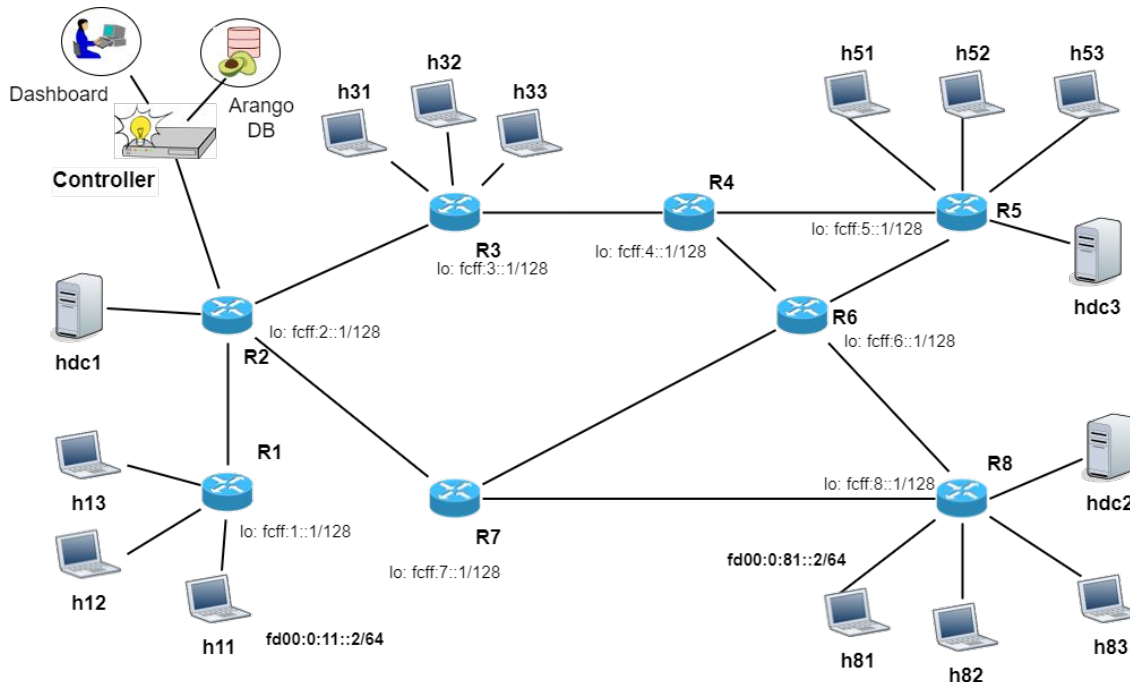 Dashboard
Arango
DB
Controller
h31
h32
h33
h51
h52
h53
R4
R3
R5
lo: fcff:3::1/128
lo: fcff:4::1/128
lo: fcff:5::1/128
hdc3
hdc1
R2
lo: fcff:2::1/128
R6
lo: fcff:6::1/128
h13
R1
lo: fcff:1::1/128
h12
h11
fd00:0:11::2/64
R7
lo: fcff:7::1/128
R8
lo: fcff:8::1/128
hdc2
fd00:0:81::2/64
h81
h82
h83